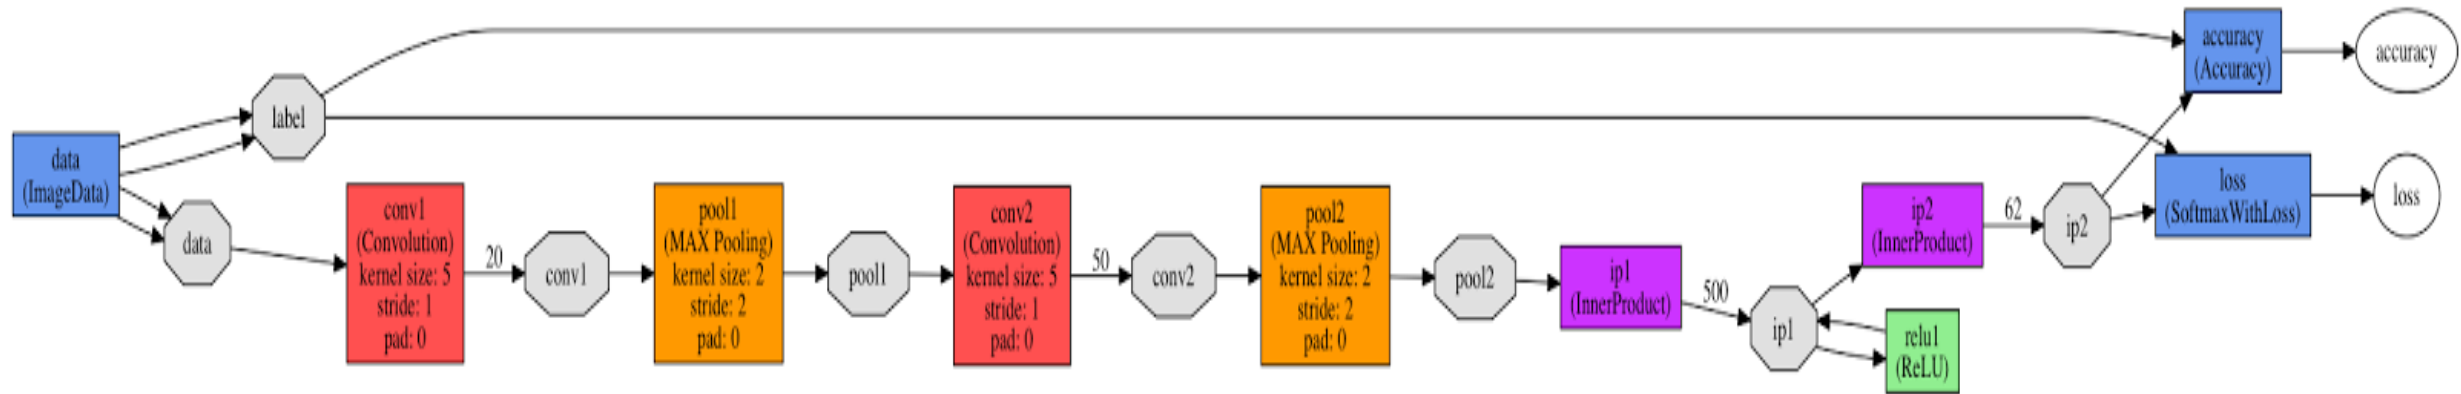 data
(ImageData)
label
data
conv1
(Convolution)
kernel size: 5
stride: 1
pad: 0
20
conv1
pool1
(MAX Pooling)
kernel size: 2
stride: 2
pad: 0
pool1
conv2
(Convolution)
kernel size: 5
stride: 1
pad: 0
50
conv2
pool2
(MAX Pooling)
kernel size: 2
stride: 2
pad: 0
pool2
ip1
(InnerProduct)
500
ip1
relu1
(ReLU)
ip2
(InnerProduct)
62
ip2
accuracy
(Accuracy)
accuracy
loss
(SoftmaxWithLoss)
loss